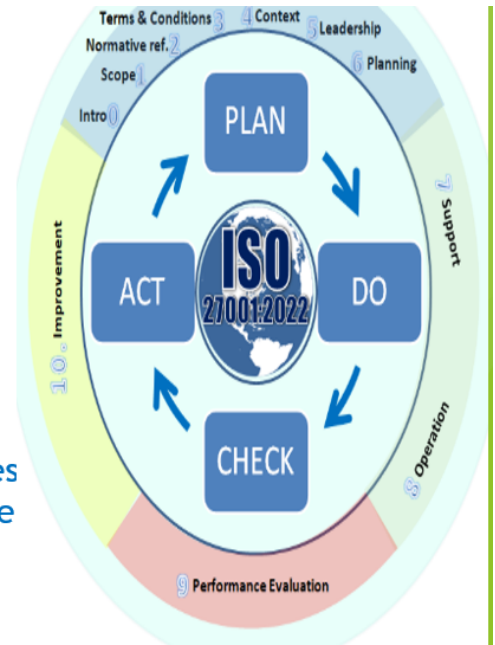 Terms & Conditions 3
4 Context
5 Leadership
Normative ref. 2
6 Planning
Scope 1
Intro 0
PLAN
7 Support
ISO
27001:2022
ACT
DO
10. Improvement
CHECK
8 Operation
es
e
9 Performance Evaluation